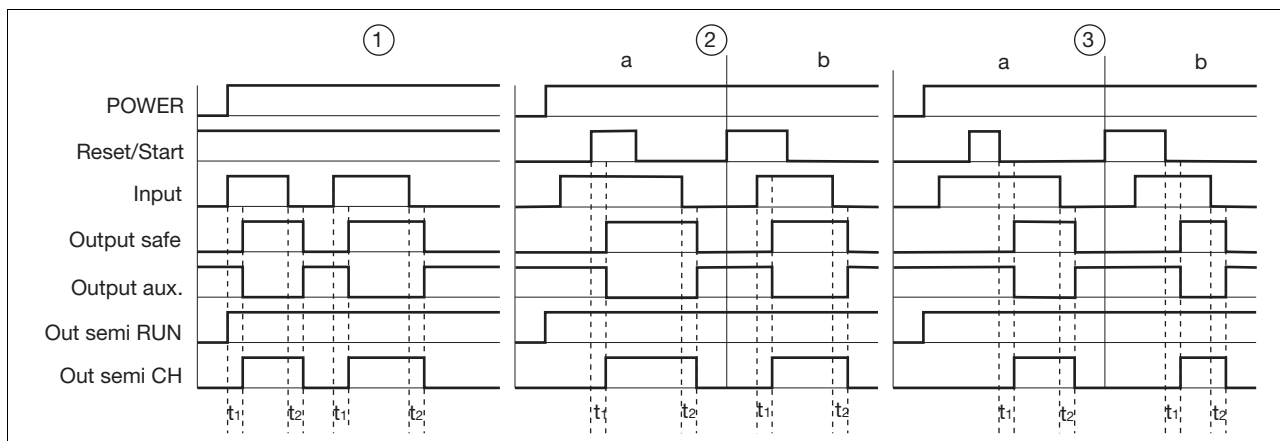 1 2 3
a b a b
POWER
Reset/Start
Input
Output safe
Output aux.
Out semi RUN
Out semi CH
t1 t2 t1 t2 t1 t2 t1 t2 t1 t2 t1 t2